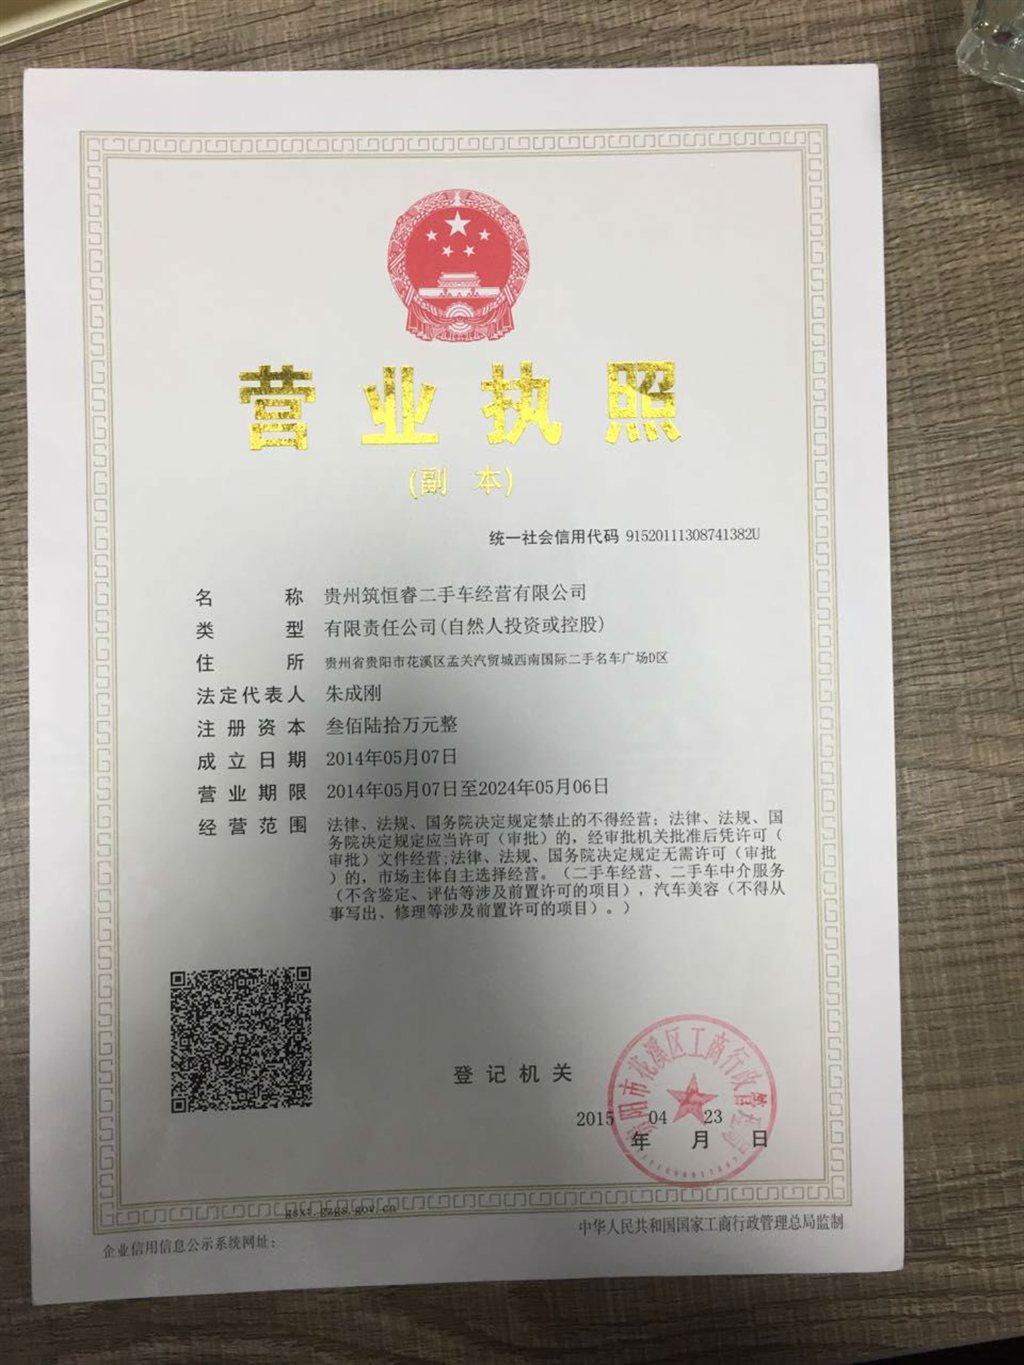 营业执照
(副 本)
统一社会信用代码 91520111308741382U
名 称 贵州筑恒睿二手车经营有限公司
类 型 有限责任公司(自然人投资或控股)
住 所 贵州省贵阳市花溪区孟关汽贸城西南国际二手名车广场D区
法定代表人 朱成刚
注册资本 叁佰陆拾万元整
成立日期 2014年05月07日
营业期限 2014年05月07日至2024年05月06日
经营范围 法律、法规、国务院决定规定禁止的不得经营；法律、法规、国
务院决定规定应当许可（审批）的，经审批机关批准后凭许可（
审批）文件经营;法律、法规、国务院决定规定无需许可（审批
）的，市场主体自主选择经营。（二手车经营、二手车中介服务
（不含鉴定、评估等涉及前置许可的项目），汽车美容（不得从
事写出、修理等涉及前置许可的项目）。）
登记机关
贵阳市花溪区工商行政管理局
2015 04 23
年 月 日
gsxt.gzgs.gov.cn
企业信用信息公示系统网址：
中华人民共和国国家工商行政管理总局监制